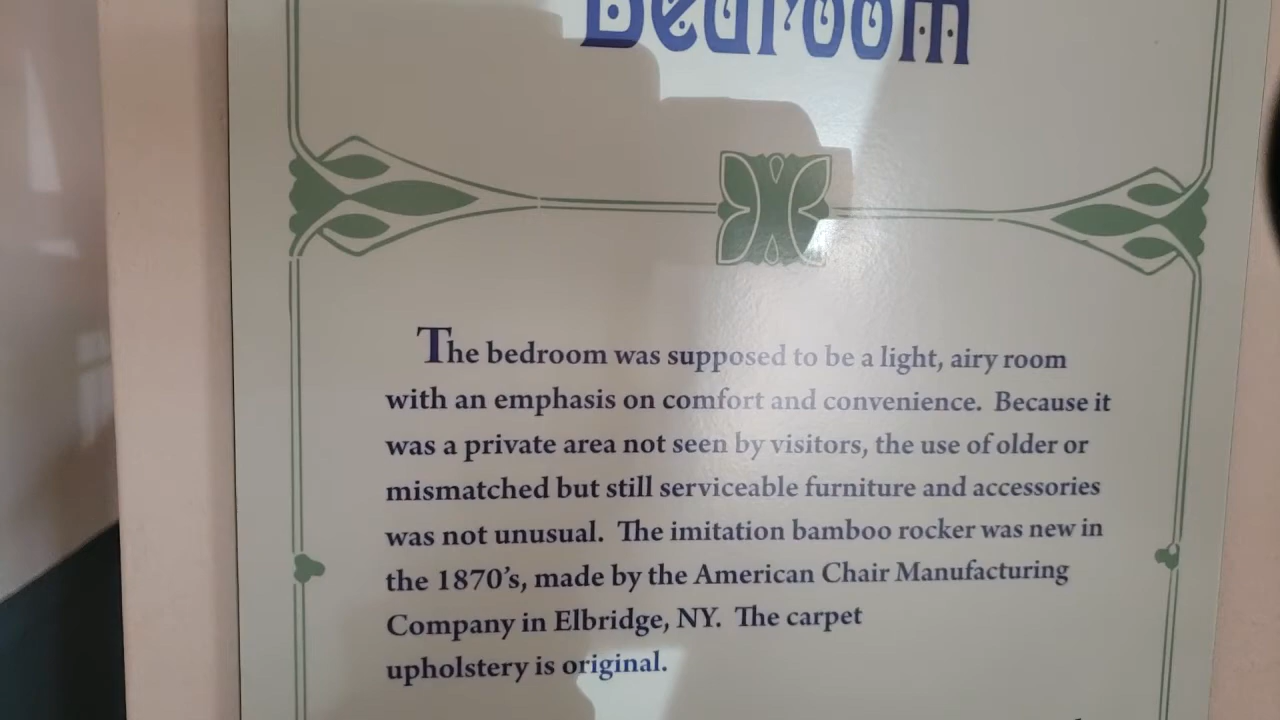 Bedroom
The bedroom was supposed to be a light, airy room
with an emphasis on comfort and convenience. Because it
was a private area not seen by visitors, the use of older or
mismatched but still serviceable furniture and accessories
was not unusual. The imitation bamboo rocker was new in
the 1870's, made by the American Chair Manufacturing
Company in Elbridge, NY. The carpet
upholstery is original.